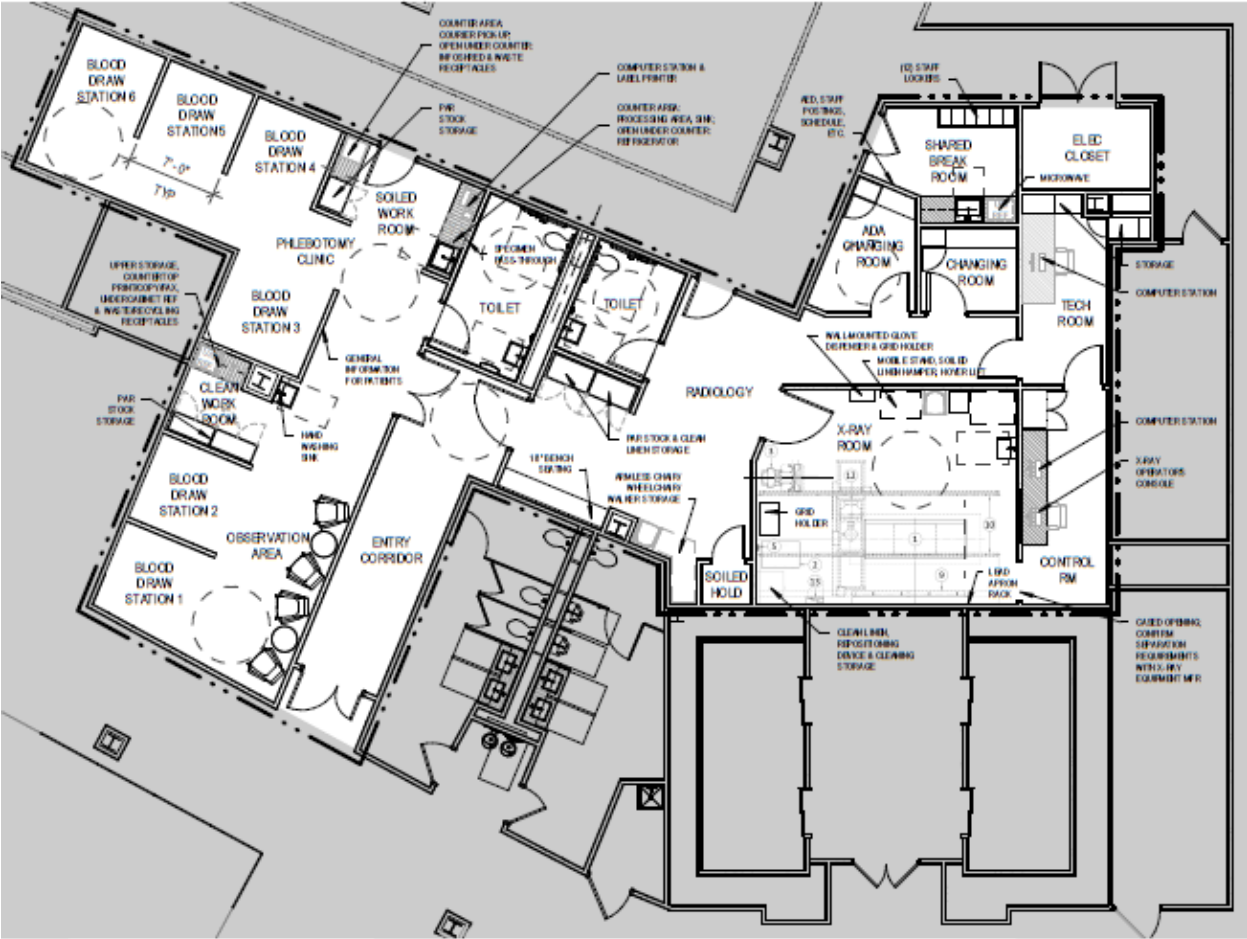 COUNTER AREA:
COURIER PICK-UP,
OPEN UNDER COUNTER:
INFOSHRED & WASTE
RECEPTACLES
COMPUTER STATION &
LABEL PRINTER
COUNTER AREA:
PROCESSING AREA, SINK,
OPEN UNDER COUNTER:
REFRIGERATOR
PAR
STOCK
STORAGE
(12) STAFF
LOCKERS
AED, STAFF
POSTINGS,
SCHEDULE,
ETC.
BLOOD
DRAW
STATION 6
BLOOD
DRAW
STATION 5
BLOOD
DRAW
STATION 4
7'-0"
TYP
SOILED
WORK
ROOM
PHLEBOTOMY
CLINIC
SPECIMEN
PASS-THROUGH
TOILET
TOILET
SHARED
BREAK
ROOM
ELEC
CLOSET
MICROWAVE
ADA
CHANGING
ROOM
CHANGING
ROOM
STORAGE
COMPUTER STATION
TECH
ROOM
UPPER STORAGE,
COUNTERTOP
PRINT/COPY/FAX,
UNDERCABINET REF
& WASTE/RECYCLING
RECEPTACLES
BLOOD
DRAW
STATION 3
GENERAL
INFORMATION
FOR PATIENTS
CLEAN
WORK
ROOM
PAR
STOCK
STORAGE
HAND
WASHING
SINK
WALL-MOUNTED GLOVE
DISPENSER & GRID HOLDER
MOBILE STAND, SOILED
LINEN HAMPER, HOVER LIFT
RADIOLOGY
X-RAY
ROOM
PAR STOCK & CLEAN
LINEN STORAGE
18" BENCH
SEATING
ARMLESS CHAIR/
WHEELCHAIR/
WALKER STORAGE
COMPUTER STATION
X-RAY
OPERATORS
CONSOLE
BLOOD
DRAW
STATION 2
OBSERVATION
AREA
ENTRY
CORRIDOR
BLOOD
DRAW
STATION 1
GRID
HOLDER
1
2
5
9
10
13
SOILED
HOLD
CONTROL
RM
LEAD
APRON
RACK
CLEAN LINEN,
REPOSITIONING
DEVICE & CLEANING
STORAGE
CASED OPENING,
CONFIRM
SEPARATION
REQUIREMENTS
WITH X-RAY
EQUIPMENT MFR